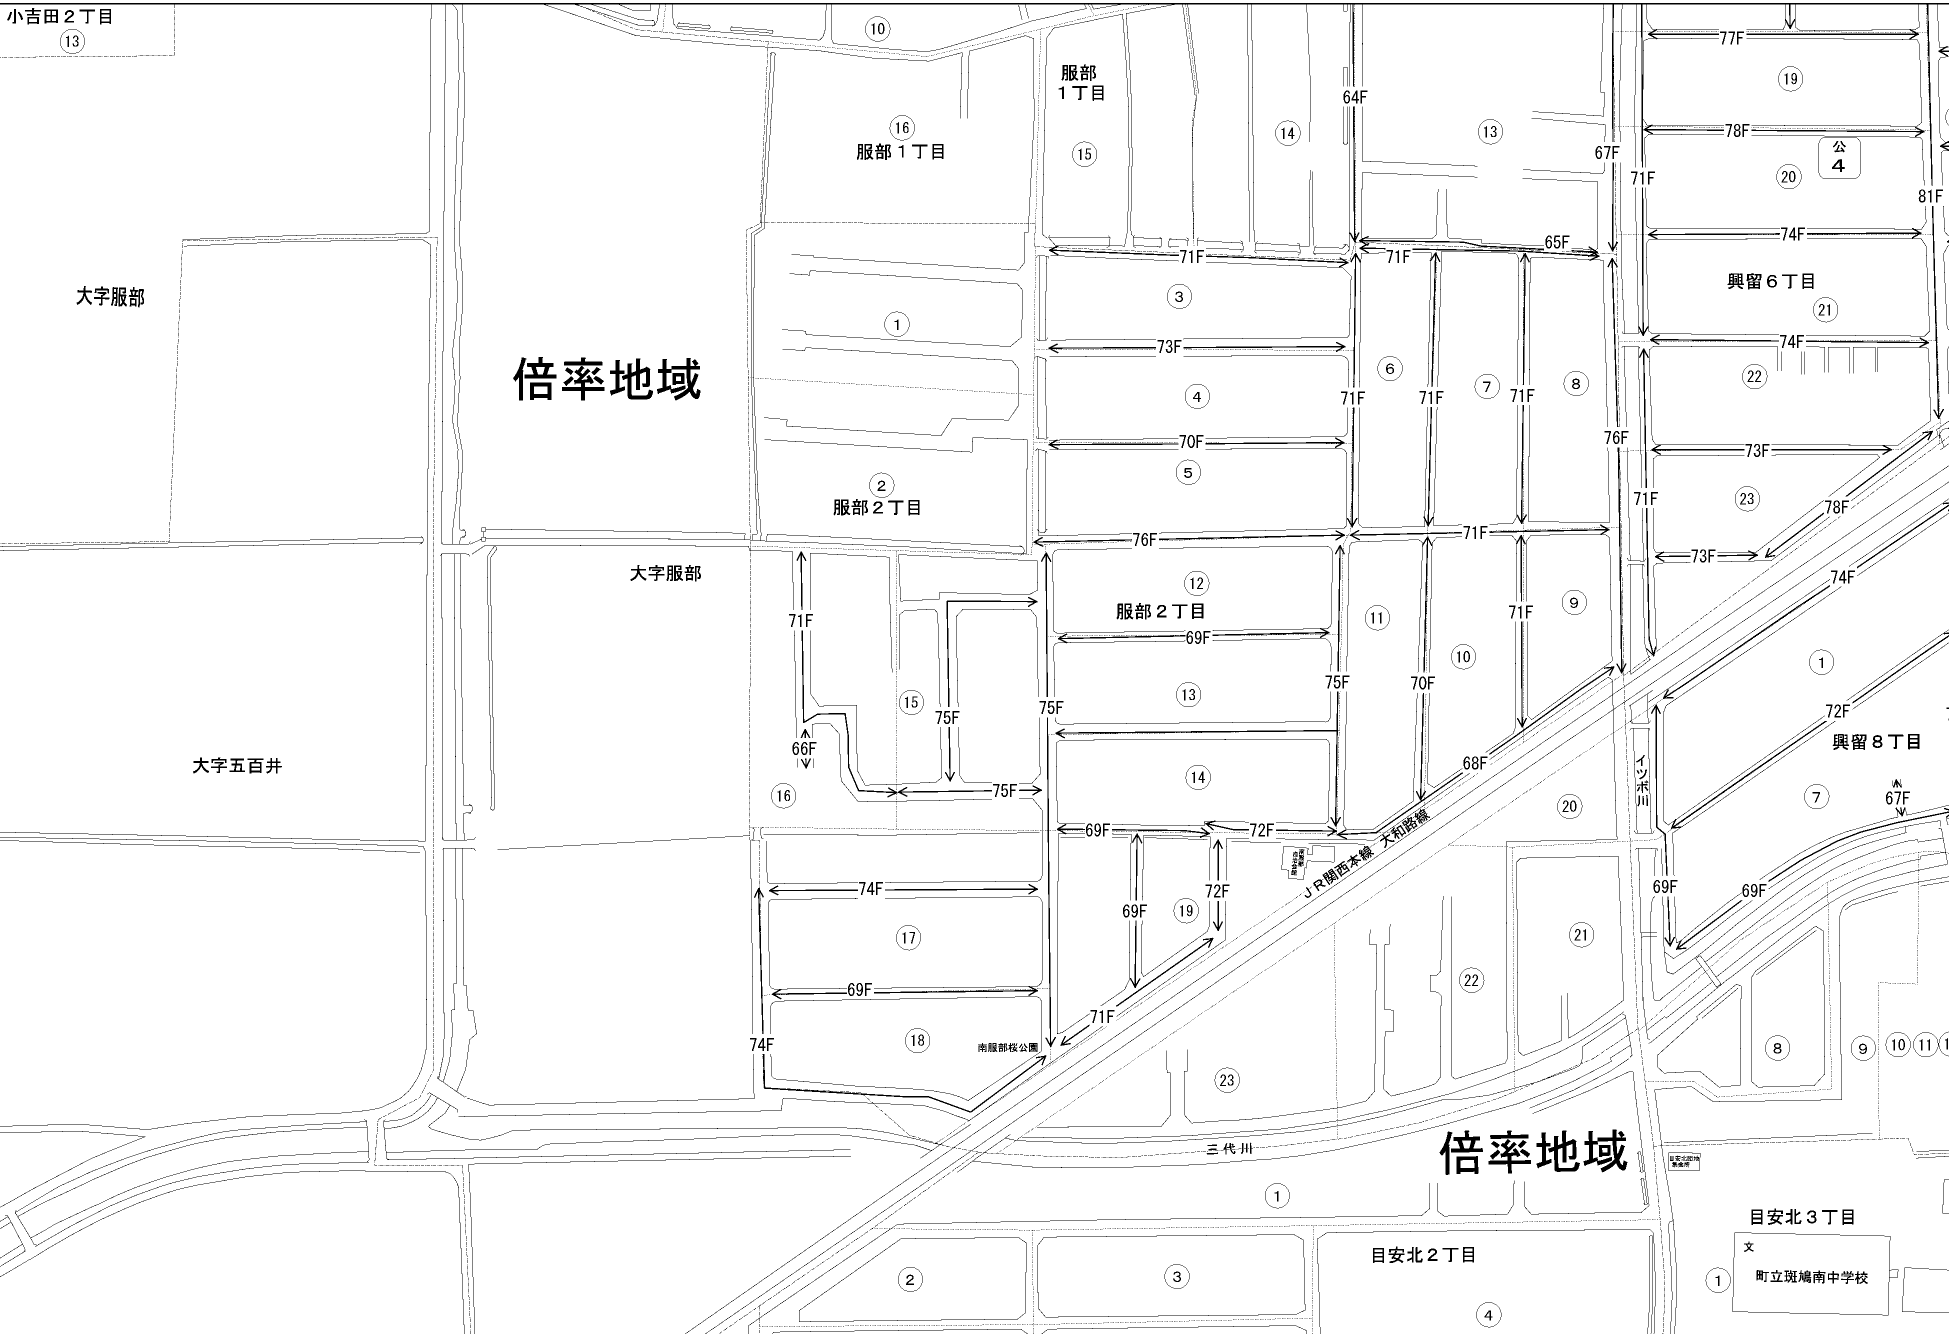 小吉田２丁目
13
10
77F
19
服部
１丁目
64F
16
服部１丁目
15
14
13
67F
78F
公
4
71F
20
81F
65F
74F
71F
71F
大字服部
3
興留６丁目
21
1
73F
74F
倍率地域
6
7
8
22
4
71F
71F
71F
70F
76F
73F
5
2
服部２丁目
71F
23
78F
76F
71F
73F
大字服部
12
74F
服部２丁目
71F
9
71F
11
69F
10
1
15
13
75F
70F
75F
75F
72F
66F
興留８丁目
大字五百井
14
68F
イツボ川
16
75F
20
7
67F
69F
72F
ＪＲ関西本線 大和路線
74F
72F
69F
69F
69F
19
17
21
22
69F
71F
74F
18
南服部桜公園
8
9
10
11
23
三代川
倍率地域
1
目安北３丁目
目安北２丁目
文
町立斑鳩南中学校
2
3
1
4